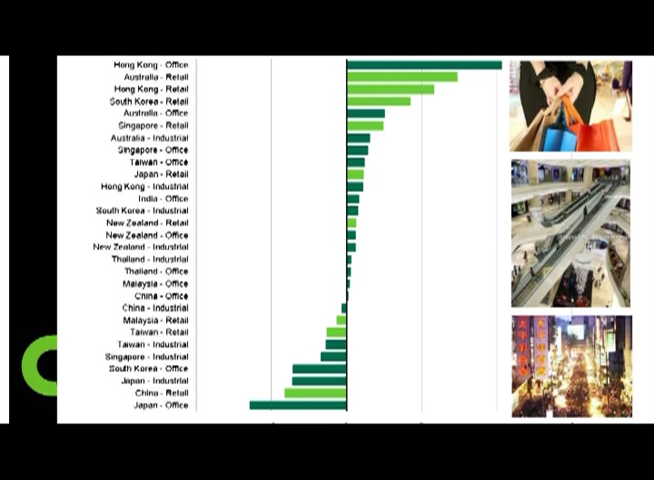 Hong Kong - Office
Australia - Retail
Hong Kong - Retail
South Korea - Retail
Australia - Office
Singapore - Retail
Australia - Industrial
Singapore - Office
Taiwan - Office
Japan - Retail
Hong Kong - Industrial
India - Office
South Korea - Industrial
New Zealand - Retail
New Zealand - Office
New Zealand - Industrial
Thailand - Industrial
Thailand - Office
Malaysia - Office
China - Office
China - Industrial
Malaysia - Retail
Taiwan - Retail
Taiwan - Industrial
Singapore - Industrial
South Korea - Office
Japan - Industrial
China - Retail
Japan - Office